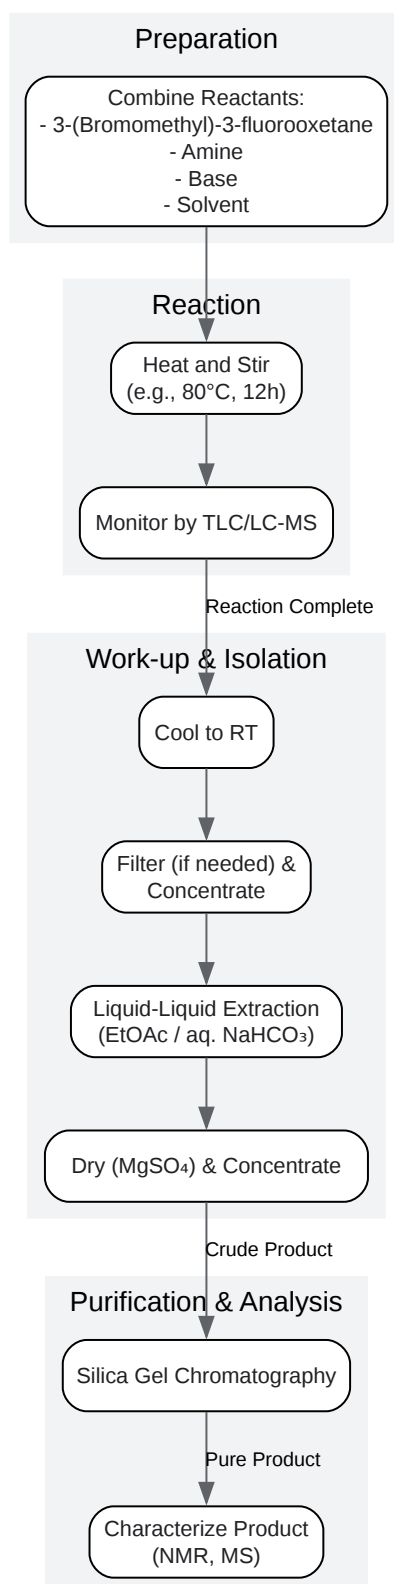 Preparation
Combine Reactants:
- 3-(Bromomethyl)-3-fluorooxetane
- Amine
- Base
- Solvent
Reaction
Heat and Stir
(e.g., 80°C, 12h)
Monitor by TLC/LC-MS
Reaction Complete
Work-up & Isolation
Cool to RT
Filter (if needed) &
Concentrate
Liquid-Liquid Extraction
(EtOAc / aq. NaHCO₃)
Dry (MgSO₄) & Concentrate
Crude Product
Purification & Analysis
Silica Gel Chromatography
Pure Product
Characterize Product
(NMR, MS)